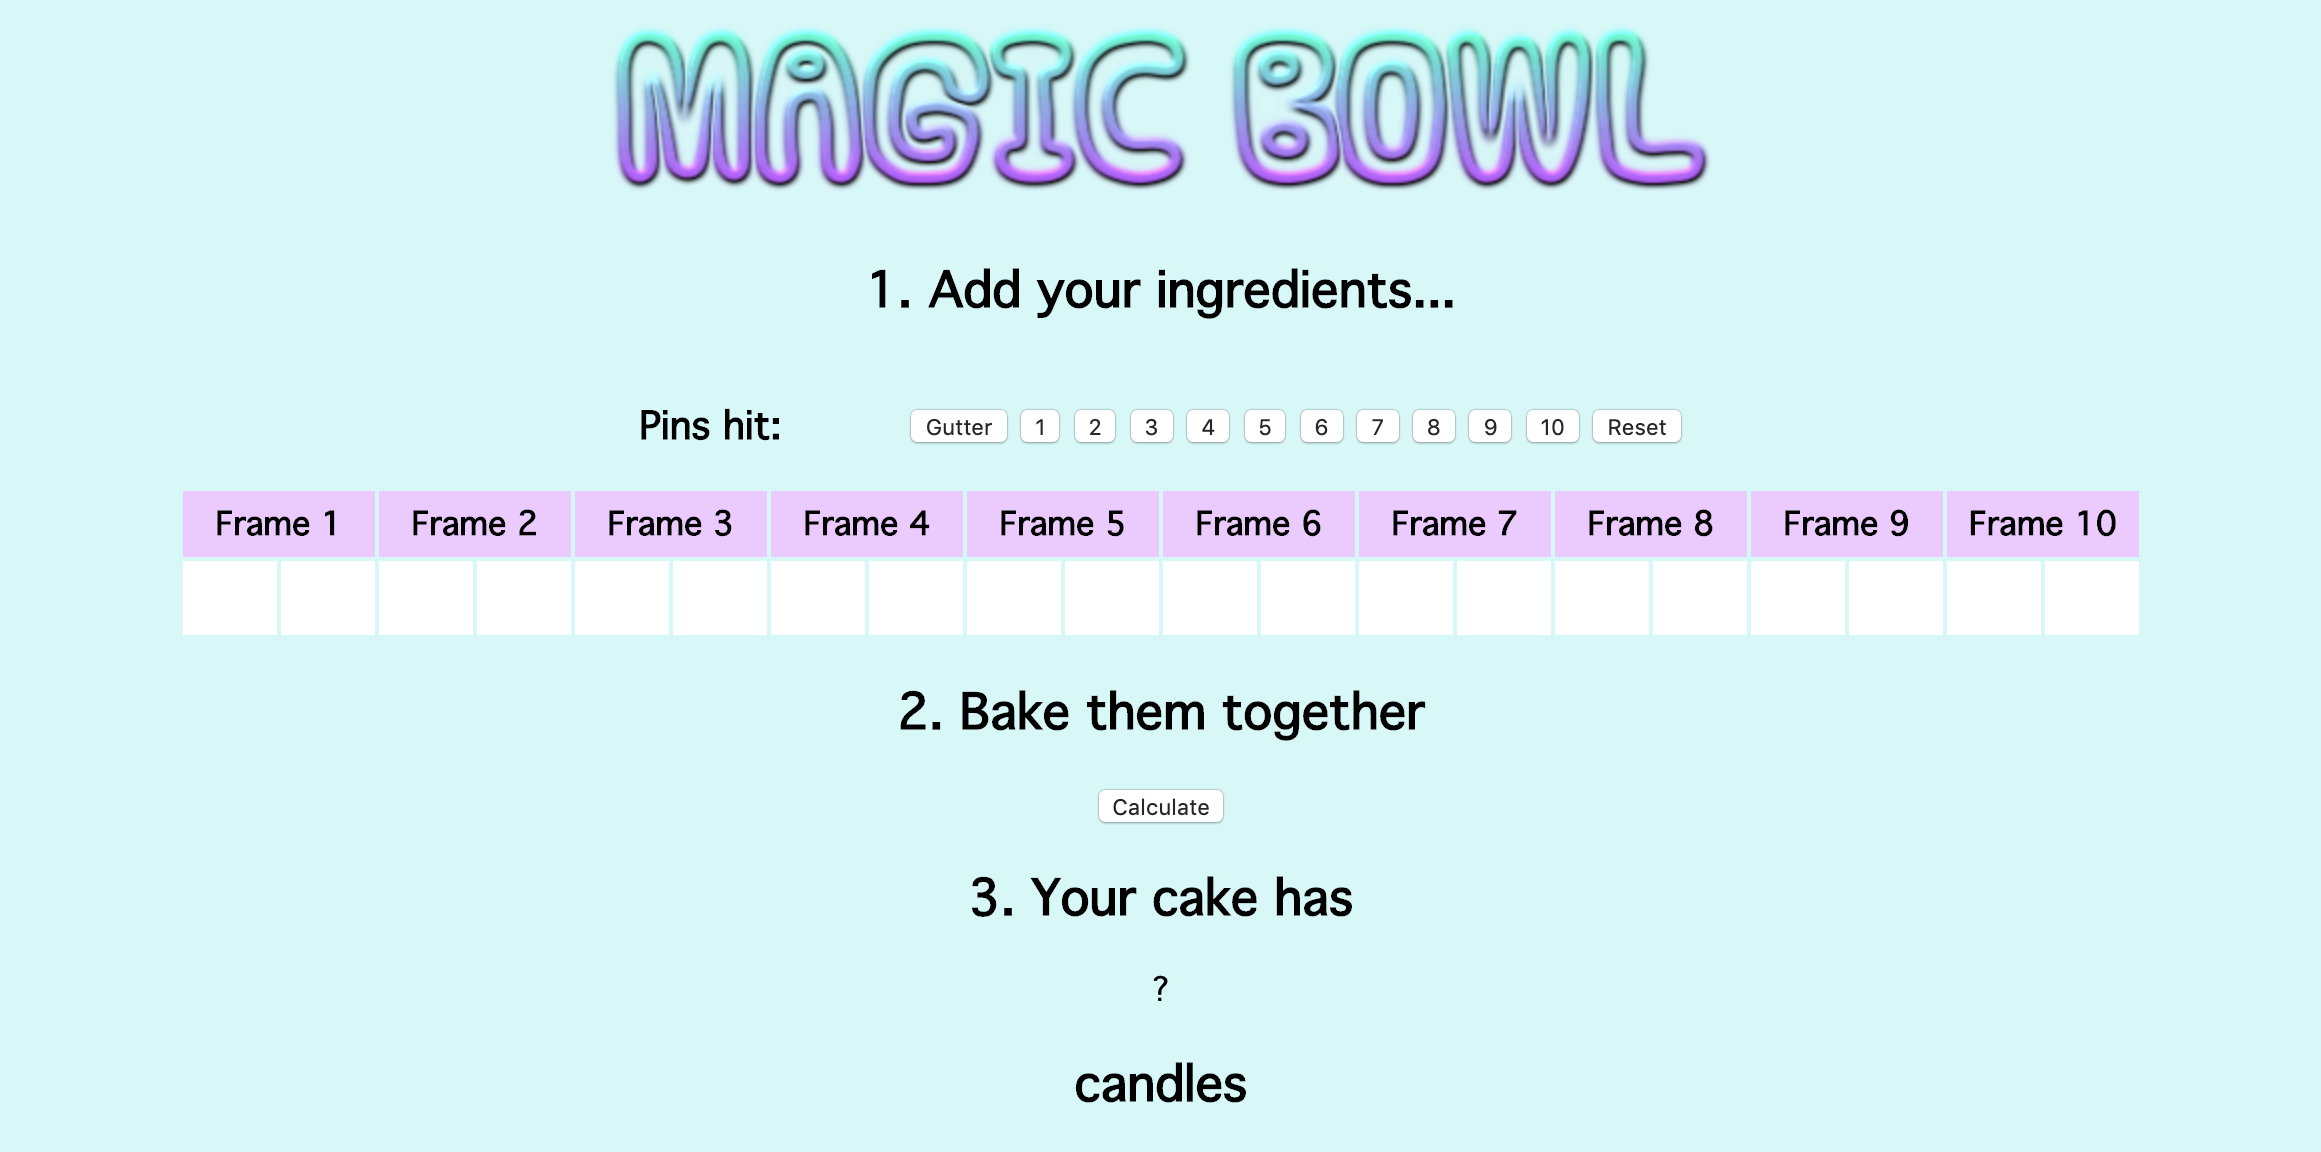 MAGIC BOWL
1. Add your ingredients...
Pins hit: Gutter 1 2 3 4 5 6 7 8 9 10 Reset
Frame 1 Frame 2 Frame 3 Frame 4 Frame 5 Frame 6 Frame 7 Frame 8 Frame 9 Frame 10
2. Bake them together
Calculate
3. Your cake has
?
candles